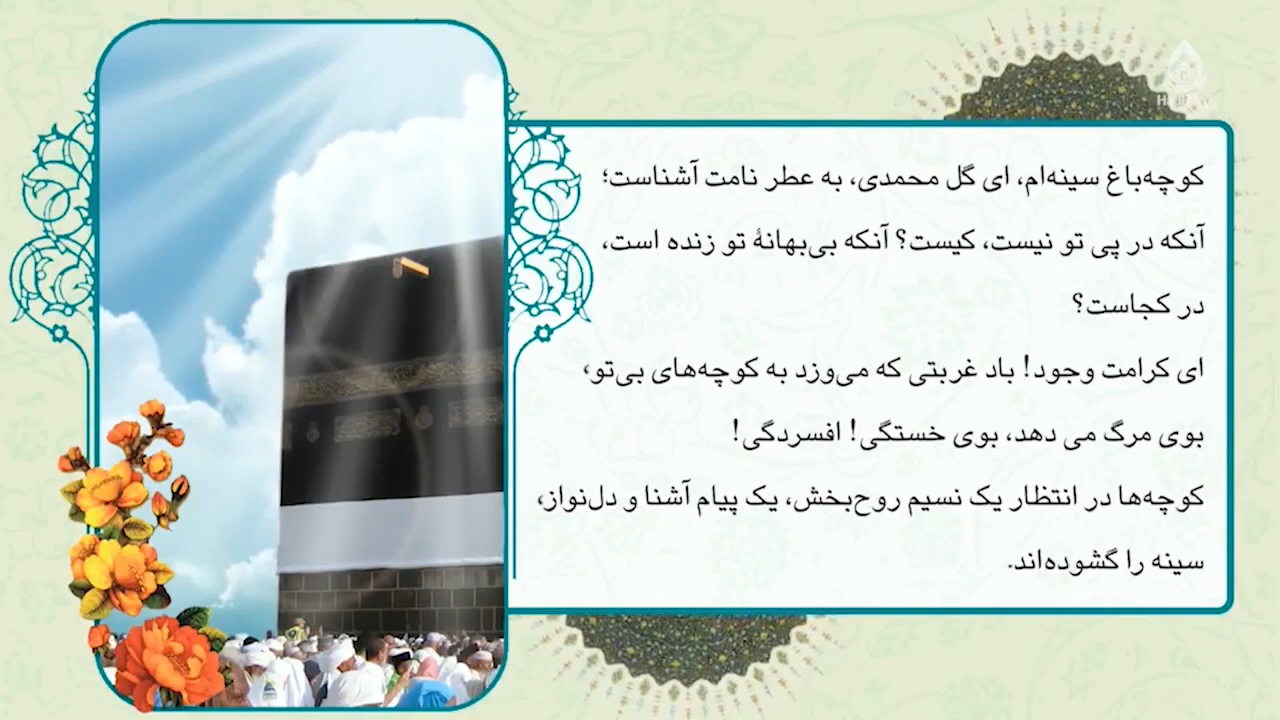 کوچه‌باغ سینه‌ام، ای گل محمدی، به عطر نامت آشناست؛
آنکه در پی تو نیست، کیست؟ آنکه بی‌بهانهٔ تو زنده است،
در کجاست؟
ای کرامت وجود! باد غربتی که می‌وزد به کوچه‌های بی‌تو،
بوی مرگ می دهد، بوی خستگی! افسردگی!
کوچه‌ها در انتظار یک نسیم روح‌بخش، یک پیام آشنا و دل‌نواز،
سینه را گشوده‌اند.